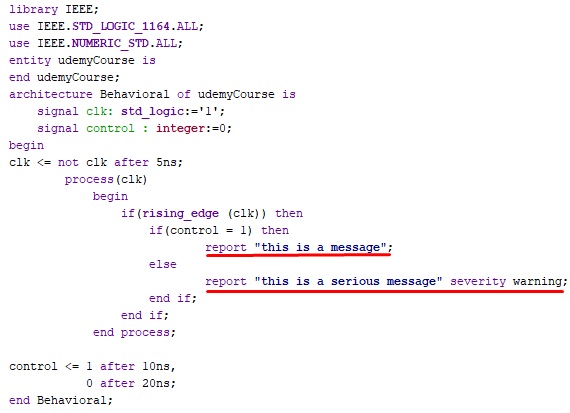 library IEEE;
use IEEE.STD_LOGIC_1164.ALL;
use IEEE.NUMERIC_STD.ALL;
entity udemyCourse is
end udemyCourse;
architecture Behavioral of udemyCourse is
    signal clk: std_logic:='1';
    signal control : integer:=0;
begin
clk <= not clk after 5ns;
        process(clk)
            begin
                if(rising_edge (clk)) then
                    if(control = 1) then
                            report "this is a message";
                    else
                            report "this is a serious message" severity warning;
                    end if;
                end if;
            end process;

control <= 1 after 10ns,
           0 after 20ns;
end Behavioral;